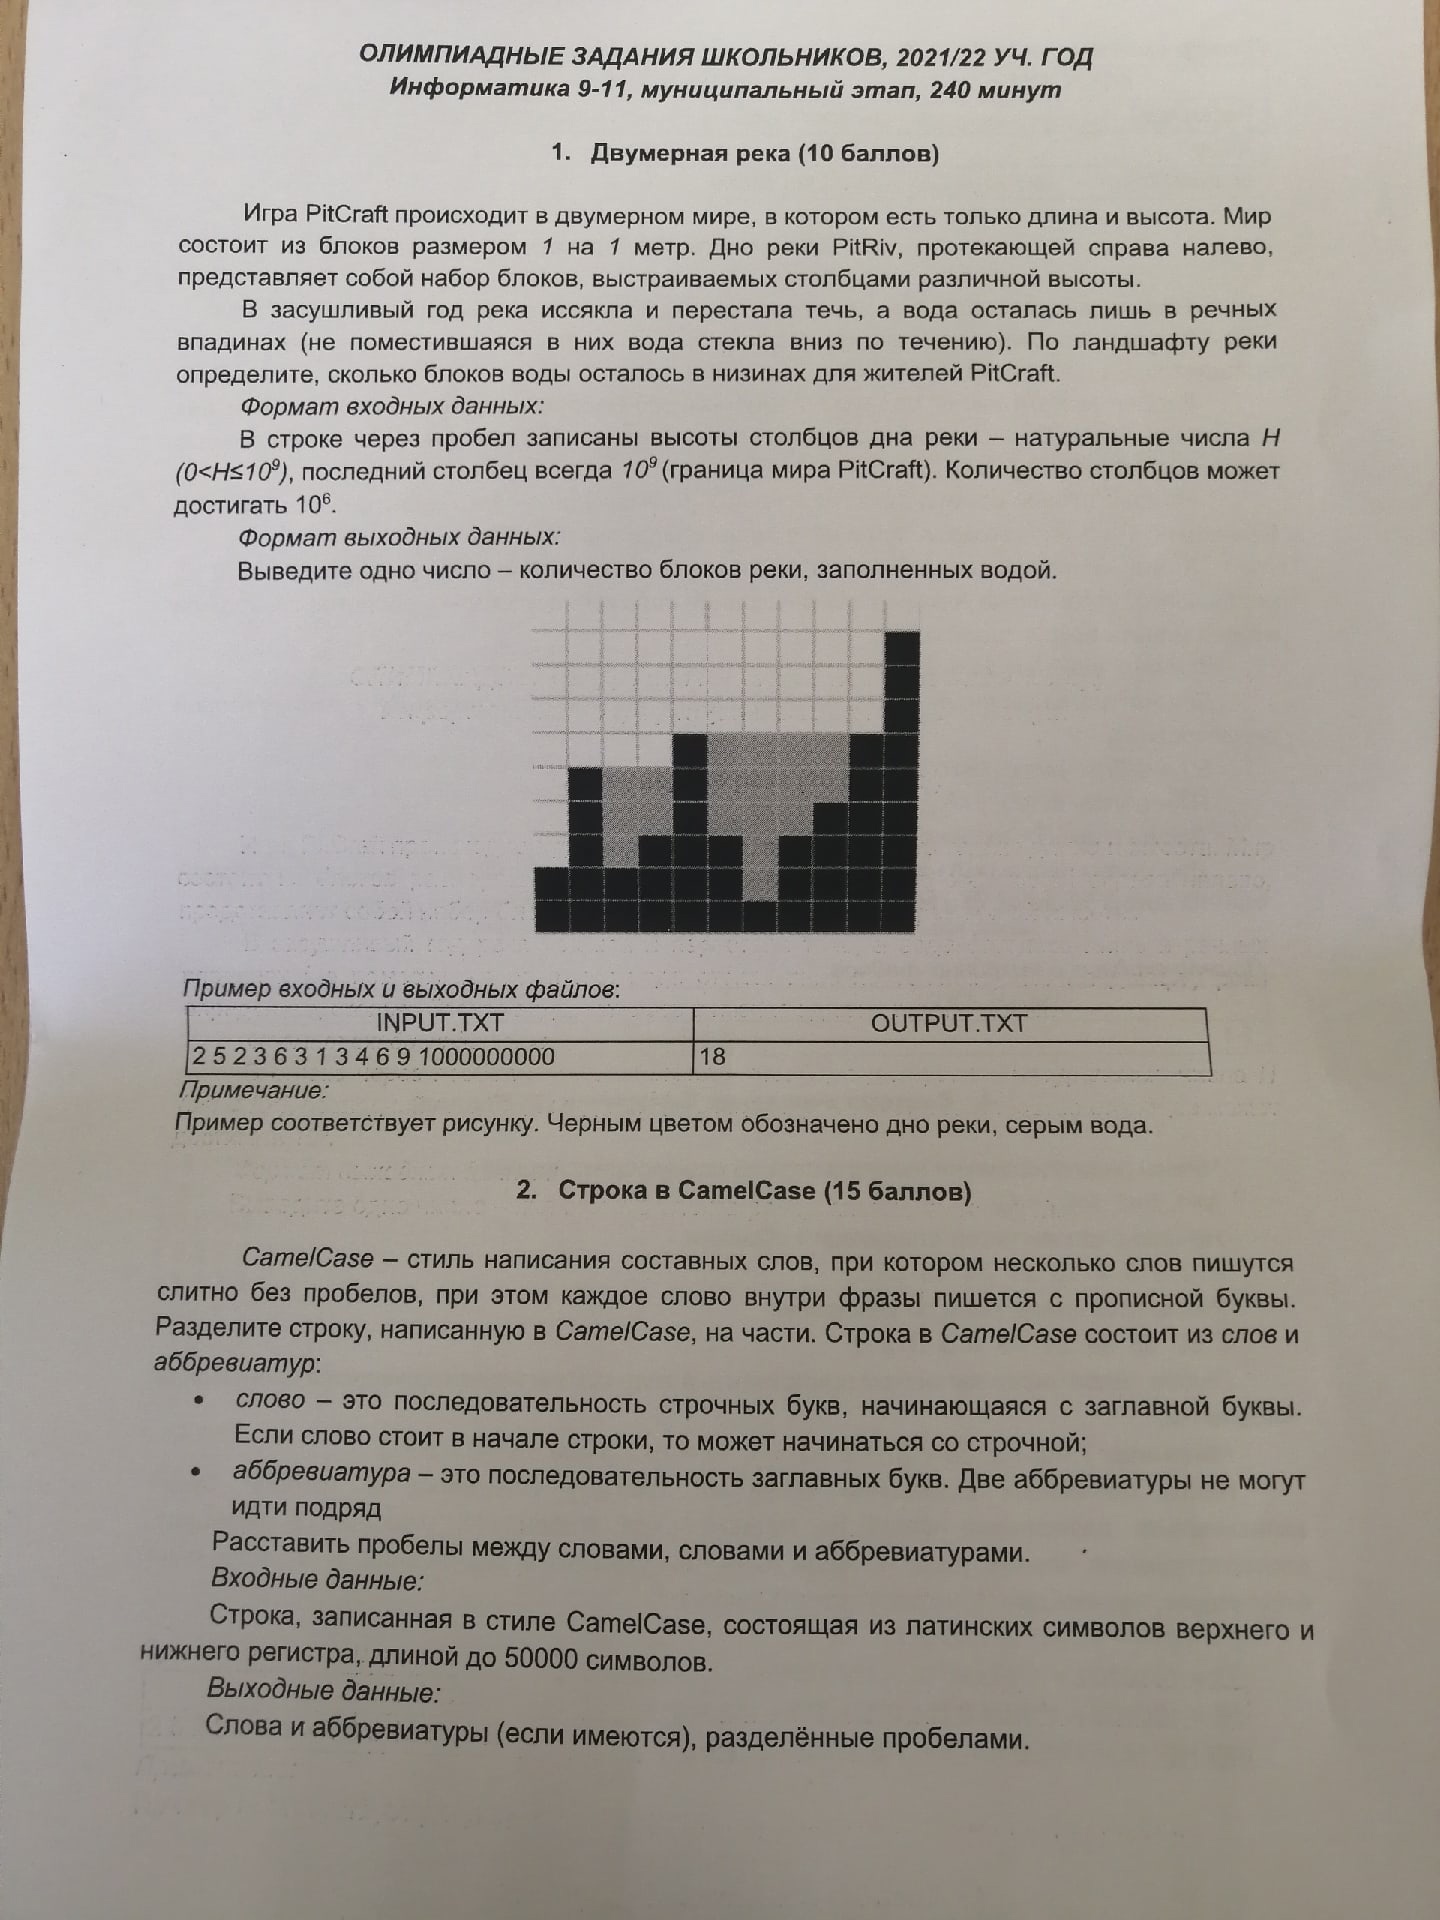 ОЛИМПИАДНЫЕ ЗАДАНИЯ ШКОЛЬНИКОВ, 2021/22 УЧ. ГОД
Информатика 9-11, муниципальный этап, 240 минут
1. Двумерная река (10 баллов)
Игра PitCraft происходит в двумерном мире, в котором есть только длина и высота. Мир
состоит из блоков размером 1 на 1 метр. Дно реки PitRiv, протекающей справа налево,
представляет собой набор блоков, выстраиваемых столбцами различной высоты.
В засушливый год река иссякла и перестала течь, а вода осталась лишь в речных
впадинах (не поместившаяся в них вода стекла вниз по течению). По ландшафту реки
определите, сколько блоков воды осталось в низинах для жителей PitCraft.
Формат входных данных:
В строке через пробел записаны высоты столбцов дна реки – натуральные числа H
(0<H≤10⁹), последний столбец всегда 10⁹ (граница мира PitCraft). Количество столбцов может
достигать 10⁶.
Формат выходных данных:
Выведите одно число – количество блоков реки, заполненных водой.
Пример входных и выходных файлов:
INPUT.TXT OUTPUT.TXT
2 5 2 3 6 3 1 3 4 6 9 1000000000 18
Примечание:
Пример соответствует рисунку. Черным цветом обозначено дно реки, серым вода.
2. Строка в CamelCase (15 баллов)
CamelCase – стиль написания составных слов, при котором несколько слов пишутся
слитно без пробелов, при этом каждое слово внутри фразы пишется с прописной буквы.
Разделите строку, написанную в CamelCase, на части. Строка в CamelCase состоит из слов и
аббревиатур:
• слово – это последовательность строчных букв, начинающаяся с заглавной буквы.
Если слово стоит в начале строки, то может начинаться со строчной;
• аббревиатура – это последовательность заглавных букв. Две аббревиатуры не могут
идти подряд
Расставить пробелы между словами, словами и аббревиатурами.
Входные данные:
Строка, записанная в стиле CamelCase, состоящая из латинских символов верхнего и
нижнего регистра, длиной до 50000 символов.
Выходные данные:
Слова и аббревиатуры (если имеются), разделённые пробелами.